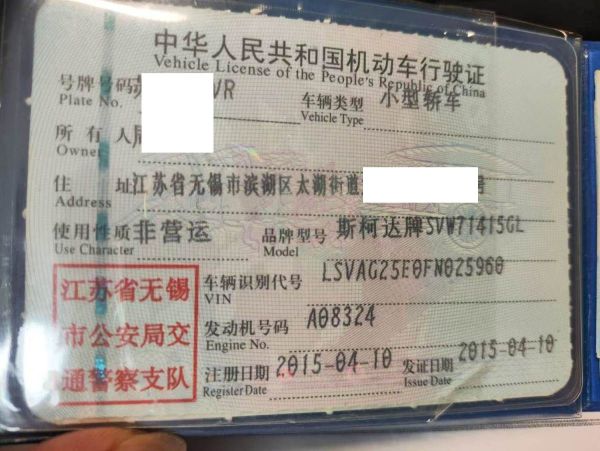 中华人民共和国机动车行驶证
Vehicle License of the People's Republic of China
号牌号码 苏 VR 车辆类型 小型轿车
Plate No. Vehicle Type
所有人 周
Owner
住址 江苏省无锡市滨湖区太湖街道 号
Address
使用性质 非营运 品牌型号 斯柯达牌SVW71415GL
Use Character Model
江苏省无锡
市公安局交
通警察支队
车辆识别代号 LSVAG25E0FN025960
VIN
发动机号码 A08324
Engine No.
注册日期 2015-04-10 发证日期 2015-04-10
Register Date Issue Date